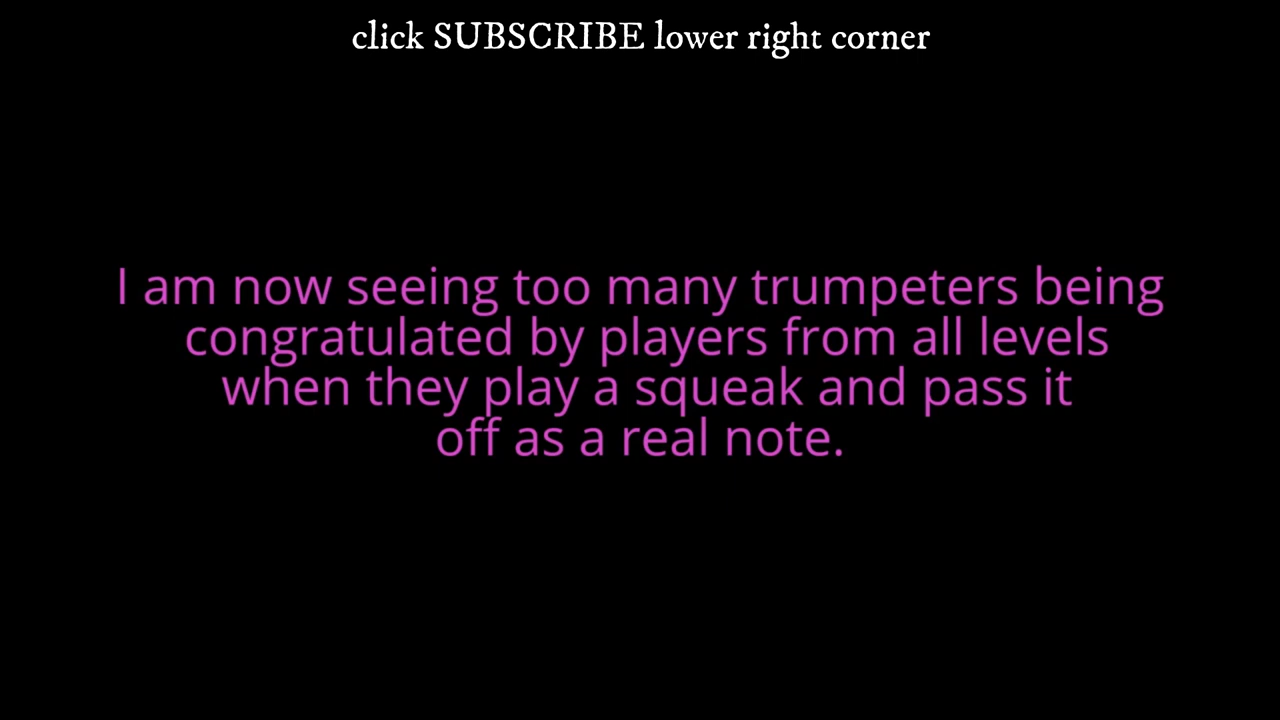 click SUBSCRIBE lower right corner
I am now seeing too many trumpeters being
congratulated by players from all levels
when they play a squeak and pass it
off as a real note.